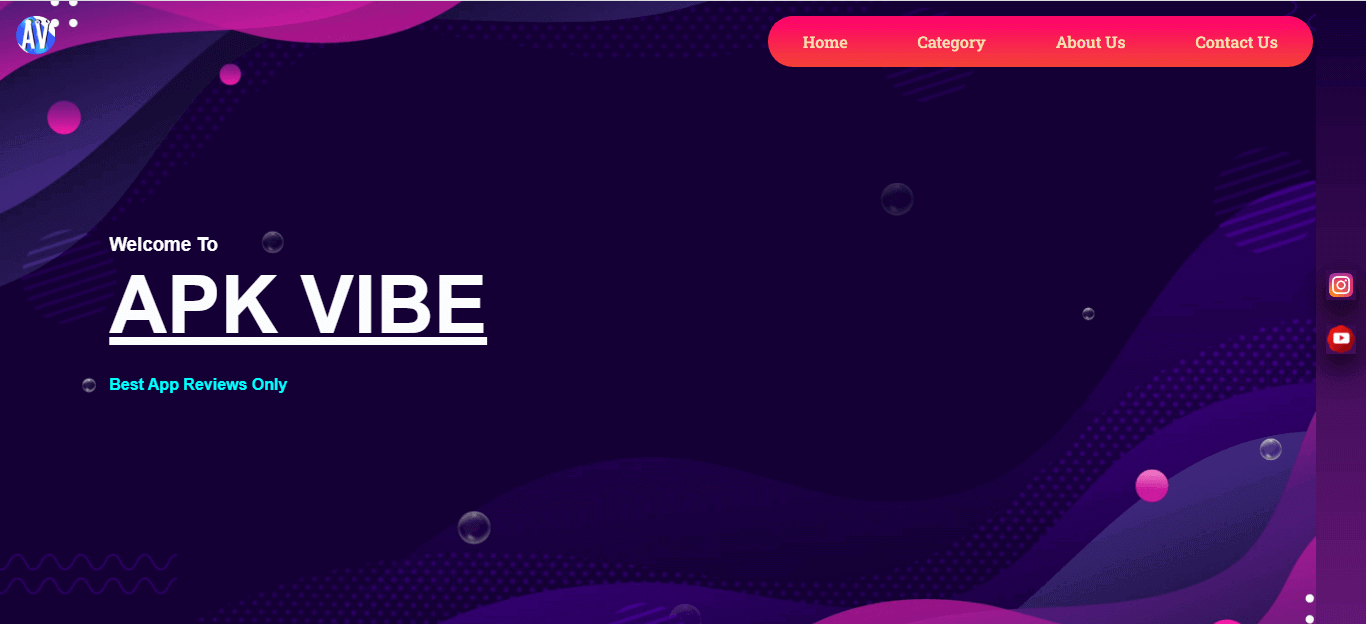 AV
Home Category About Us Contact Us
Welcome To
APK VIBE
Best App Reviews Only